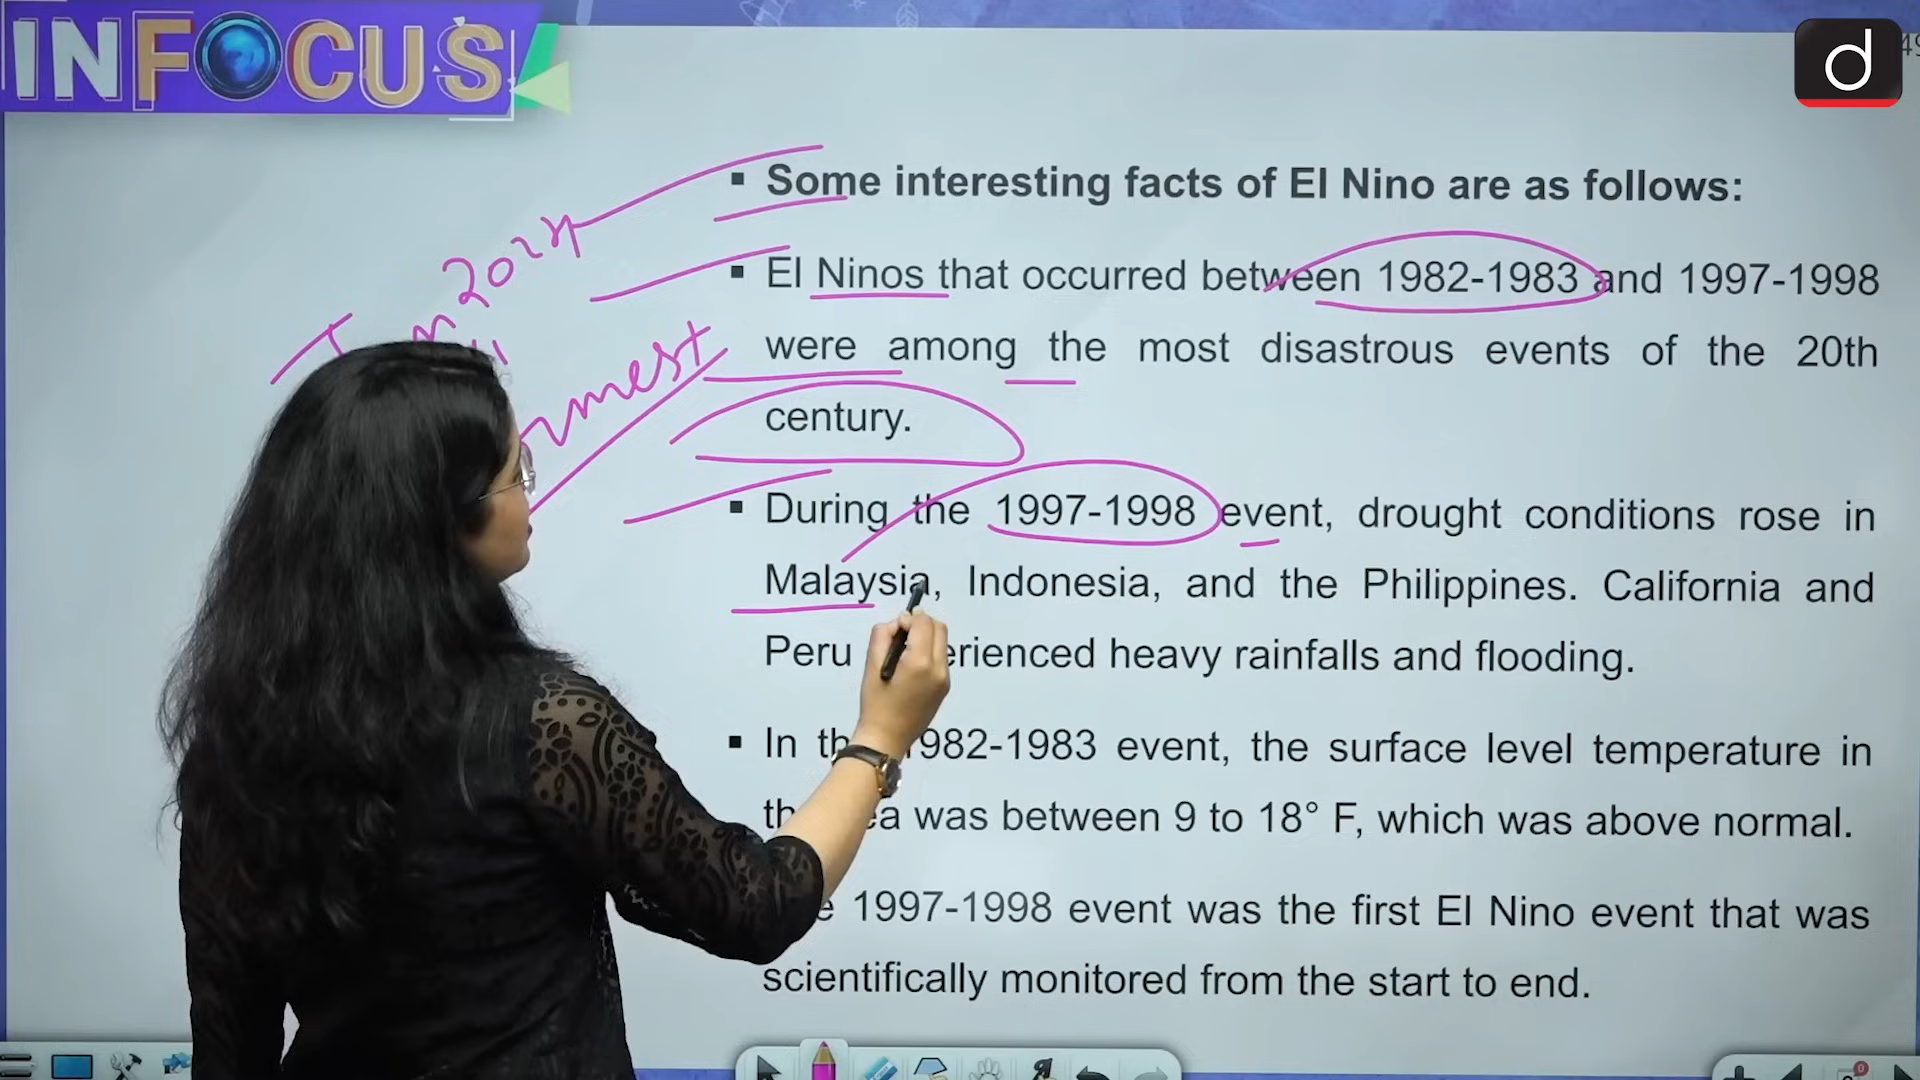 INFOCUS
d
49
▪ Some interesting facts of El Nino are as follows:
2024
▪ El Ninos that occurred between 1982-1983 and 1997-1998
were among the most disastrous events of the 20th
century.
▪ During the 1997-1998 event, drought conditions rose in
Malaysia, Indonesia, and the Philippines. California and
Peru erienced heavy rainfalls and flooding.
▪ In th 1982-1983 event, the surface level temperature in
th ea was between 9 to 18° F, which was above normal.
e 1997-1998 event was the first El Nino event that was
scientifically monitored from the start to end.